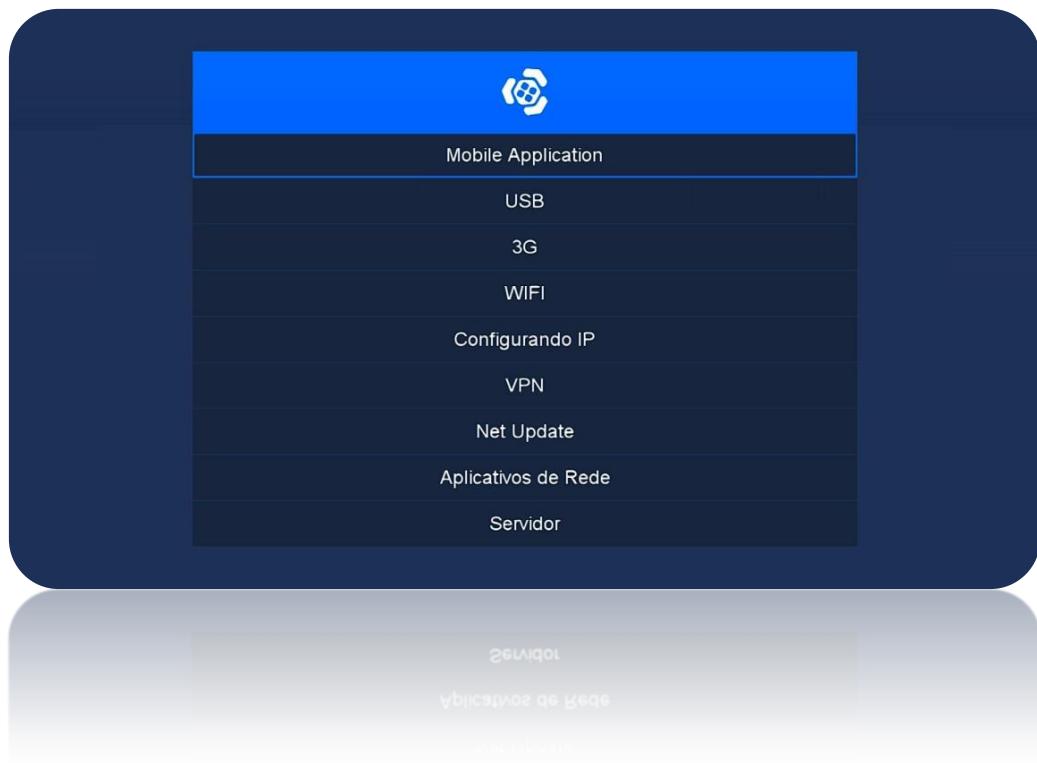 Mobile Application
USB
3G
WIFI
Configurando IP
VPN
Net Update
Aplicativos de Rede
Servidor